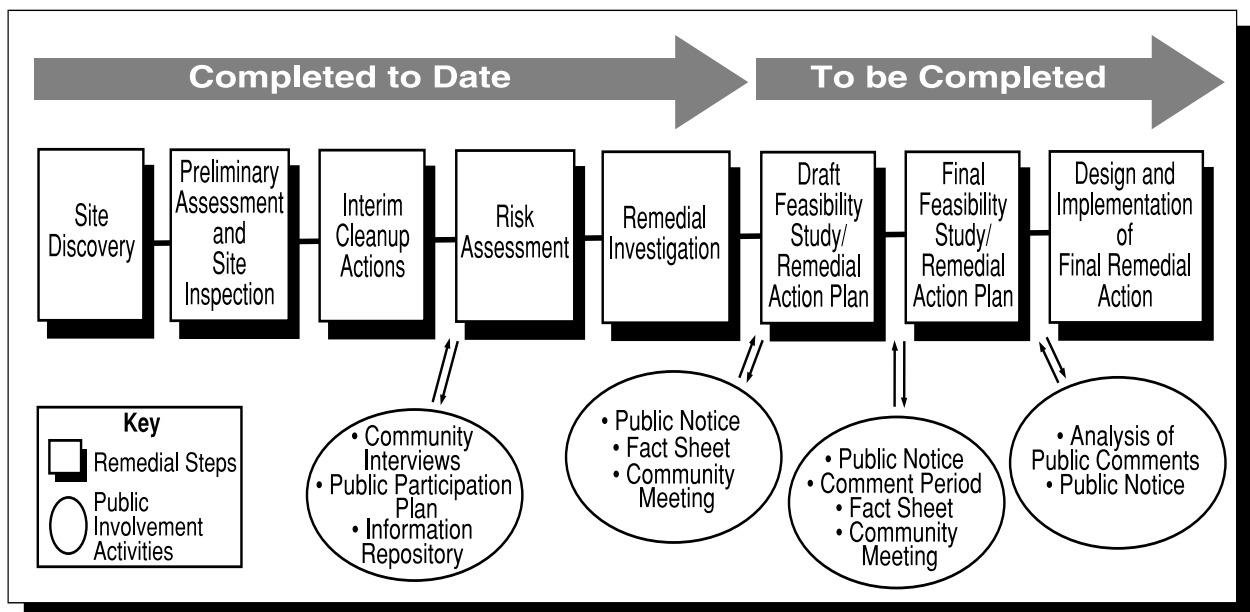 Completed to Date
To be Completed
Site
Discovery
Preliminary
Assessment
and
Site
Inspection
Interim
Cleanup
Actions
Risk
Assessment
Remedial
Investigation
Draft
Feasibility
Study/
Remedial
Action Plan
Final
Feasibility
Study/
Remedial
Action Plan
Design and
Implementation
of
Final Remedial
Action
Key
Remedial Steps
Public
Involvement
Activities
• Community
Interviews
• Public Participation
Plan
• Information
Repository
• Public Notice
• Fact Sheet
• Community
Meeting
• Public Notice
• Comment Period
• Fact Sheet
• Community
Meeting
• Analysis of
Public Comments
• Public Notice